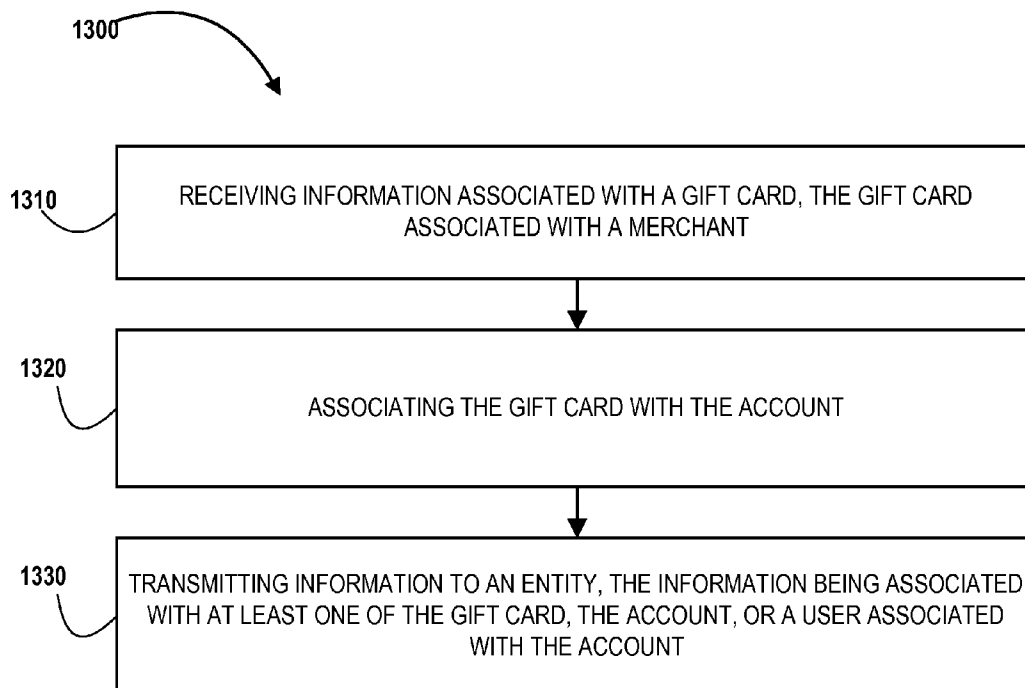 1300
1310
RECEIVING INFORMATION ASSOCIATED WITH A GIFT CARD, THE GIFT CARD
ASSOCIATED WITH A MERCHANT
1320
ASSOCIATING THE GIFT CARD WITH THE ACCOUNT
1330
TRANSMITTING INFORMATION TO AN ENTITY, THE INFORMATION BEING ASSOCIATED
WITH AT LEAST ONE OF THE GIFT CARD, THE ACCOUNT, OR A USER ASSOCIATED
WITH THE ACCOUNT